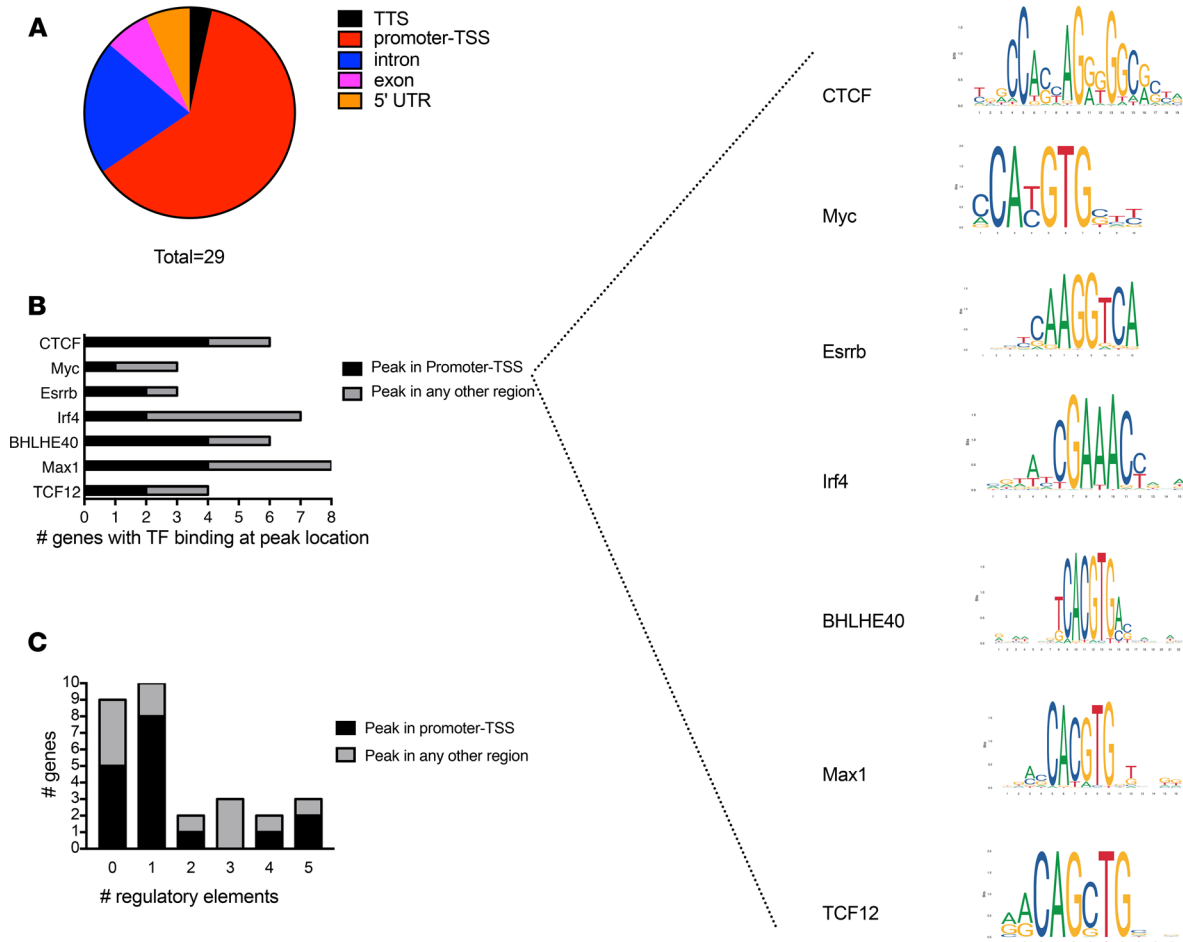 A
TTS
promoter-TSS
intron
exon
5' UTR
Total=29
B
CTCF
Myc
Esrrb
Irf4
BHLHE40
Max1
TCF12
0 1 2 3 4 5 6 7 8
# genes with TF binding at peak location
Peak in Promoter-TSS
Peak in any other region
C
10
9
8
7
6
5
4
3
2
1
0
# genes
0 1 2 3 4 5
# regulatory elements
Peak in promoter-TSS
Peak in any other region
CTCF
Myc
Esrrb
Irf4
BHLHE40
Max1
TCF12